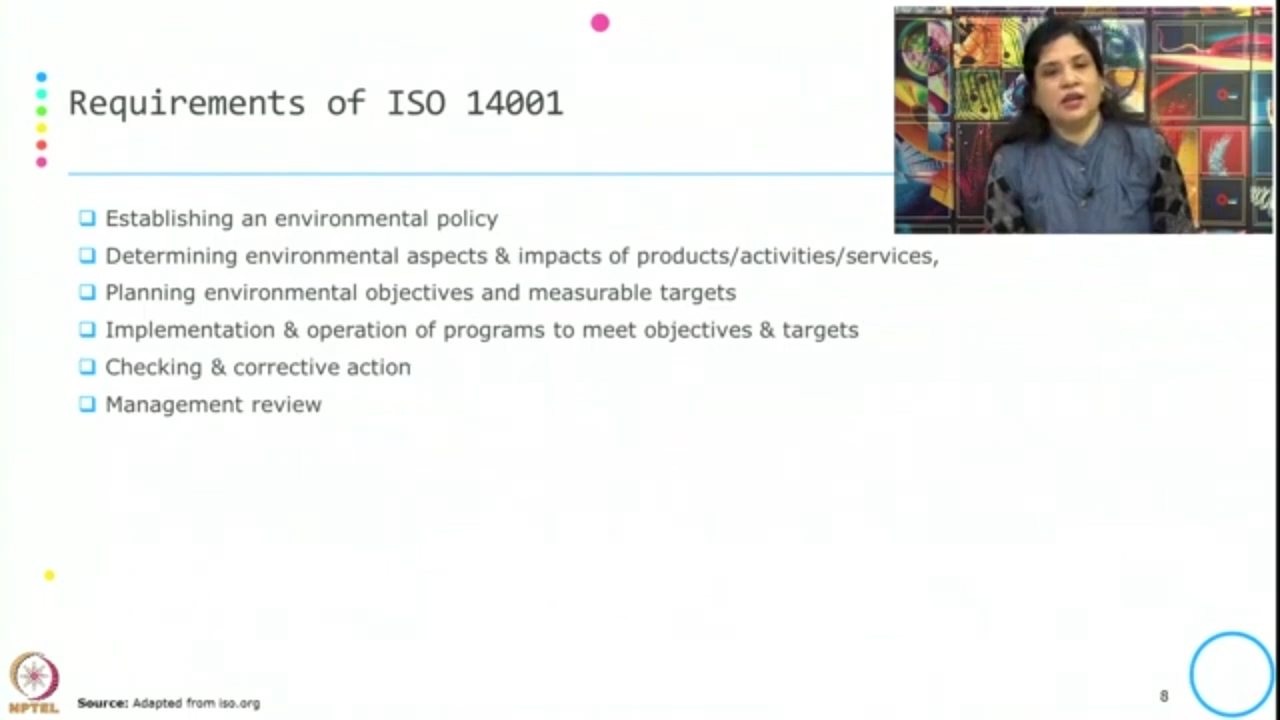 Requirements of ISO 14001
Establishing an environmental policy
Determining environmental aspects & impacts of products/activities/services,
Planning environmental objectives and measurable targets
Implementation & operation of programs to meet objectives & targets
Checking & corrective action
Management review
NPTEL
Source: Adapted from iso.org
8